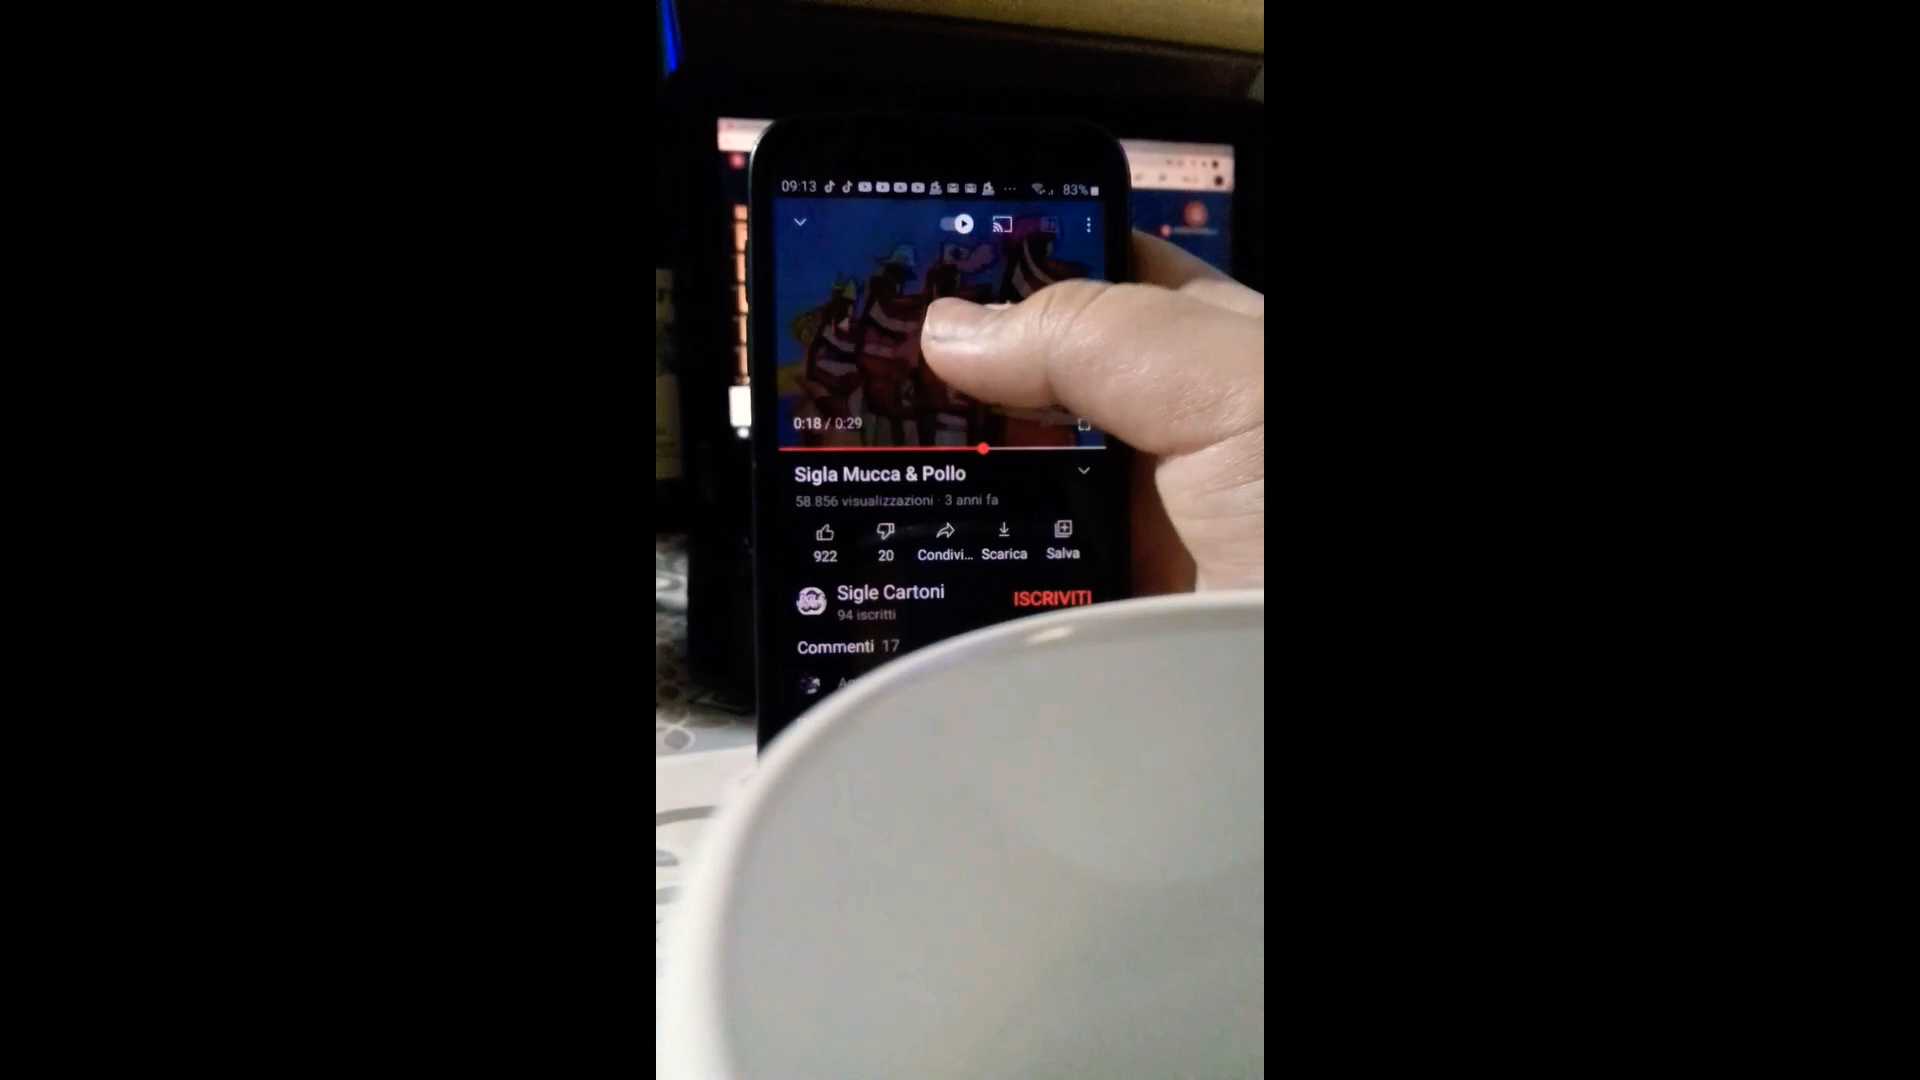 09:13 83%
0:18 / 0:29
Sigla Mucca & Pollo
58.856 visualizzazioni · 3 anni fa
922 20 Condivi... Scarica Salva
Sigle Cartoni
94 iscritti
ISCRIVITI
Commenti 17